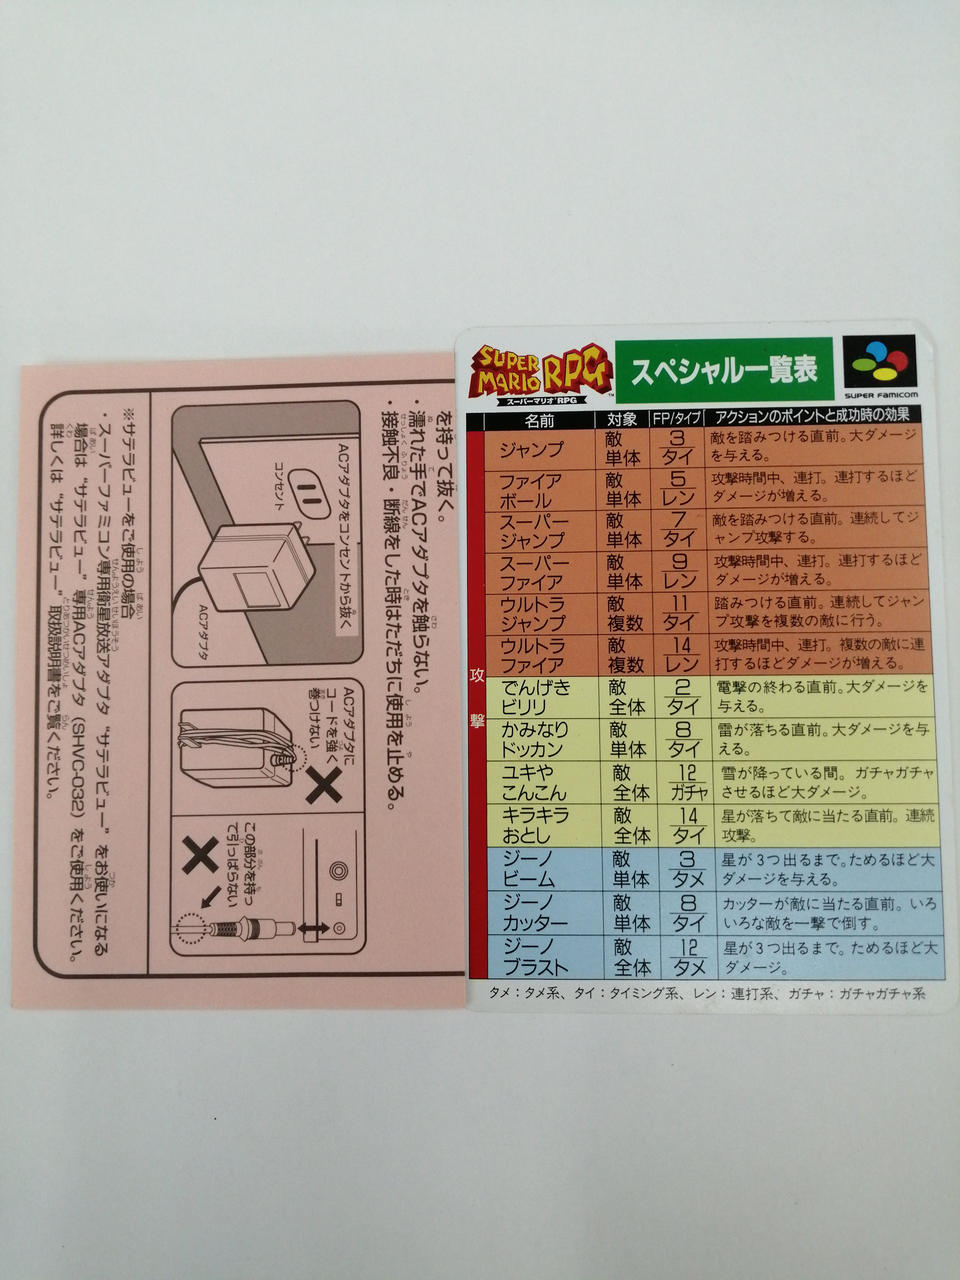 を持って抜く。
・濡れた手でACアダプタを触らない。
・接触不良・断線をした時はただちに使用を止める。
ACアダプタをコンセントから抜く
コンセント
ACアダプタ
ACアダプタに
コードを強く
巻つけない
この部分を持っ
て引っぱらない
※サテラビューをご使用の場合
・スーパーファミコン専用衛星放送アダプタ“サテラビュー”をお使いになる
場合は“サテラビュー”専用ACアダプタ(SHVC-032)をご使用ください。
詳しくは“サテラビュー”取扱説明書をご覧ください。
SUPER MARIO RPG™
スーパーマリオRPG
スペシャル一覧表
SUPER FAMICOM
名前 対象 FP/タイプ アクションのポイントと成功時の効果
攻撃
ジャンプ 敵 3 敵を踏みつける直前。大ダメージ
単体 タイ を与える。
ファイア 敵 5 攻撃時間中、連打。連打するほど
ボール 単体 レン ダメージが増える。
スーパー 敵 7 敵を踏みつける直前。連続してジ
ジャンプ 単体 タイ ャンプ攻撃する。
スーパー 敵 9 攻撃時間中、連打。連打するほど
ファイア 単体 レン ダメージが増える。
ウルトラ 敵 11 踏みつける直前。連続してジャン
ジャンプ 複数 タイ プ攻撃を複数の敵に行う。
ウルトラ 敵 14 攻撃時間中、連打。複数の敵に連
ファイア 複数 レン 打するほどダメージが増える。
でんげき 敵 2 電撃の終わる直前。大ダメージを
ビリリ 全体 タイ 与える。
かみなり 敵 8 雷が落ちる直前。大ダメージを与
ドッカン 単体 タイ える。
ユキや 敵 12 雪が降っている間。ガチャガチャ
こんこん 全体 ガチャ させるほど大ダメージ。
キラキラ 敵 14 星が落ちて敵に当たる直前。連続
おとし 全体 タイ 攻撃。
ジーノ 敵 3 星が3つ出るまで。ためるほど大
ビーム 単体 タメ ダメージを与える。
ジーノ 敵 8 カッターが敵に当たる直前。いろ
カッター 単体 タイ いろな敵を一撃で倒す。
ジーノ 敵 12 星が3つ出るまで。ためるほど大
ブラスト 全体 タメ ダメージ。
タメ：タメ系、タイ：タイミング系、レン：連打系、ガチャ：ガチャガチャ系